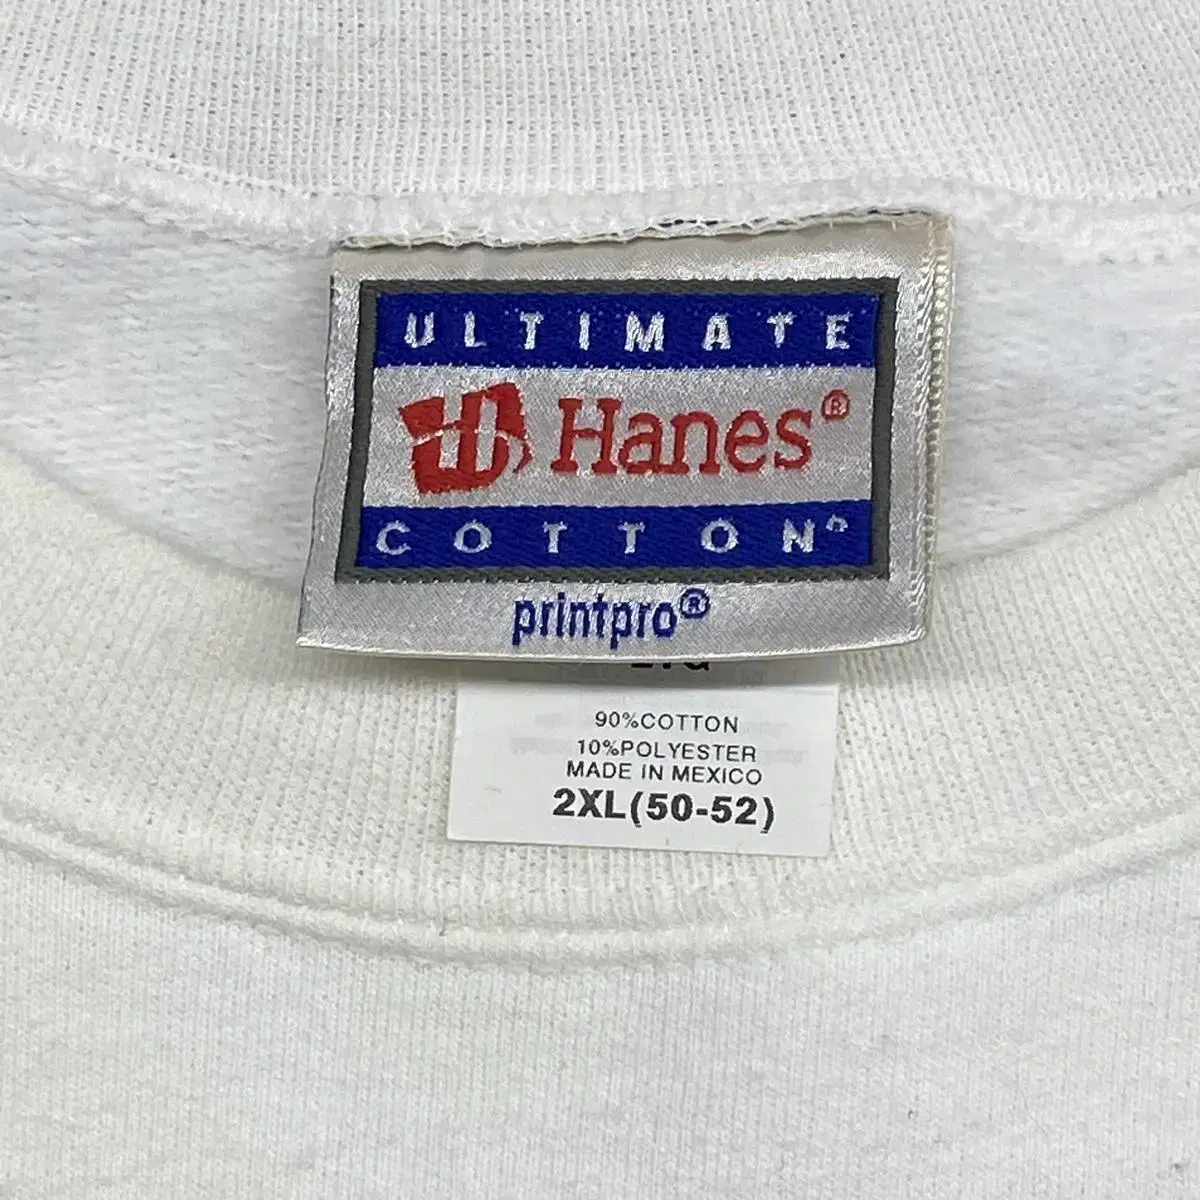 ULTIMATE
Hanes®
COTTON®
printpro®
90%COTTON
10%POLYESTER
MADE IN MEXICO
2XL(50-52)